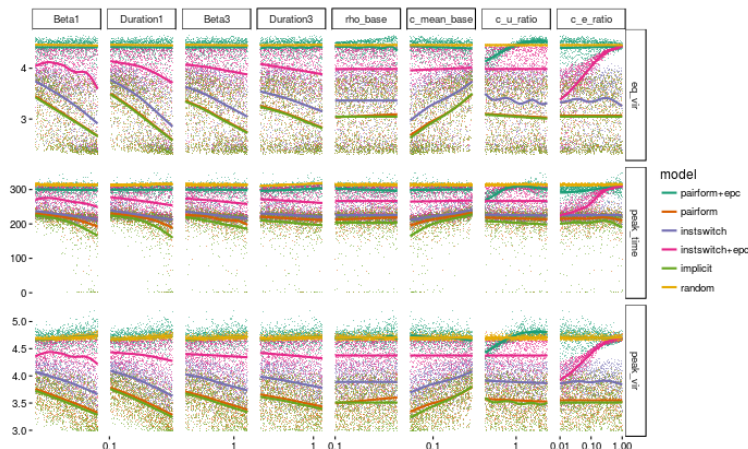 Beta1 Duration1 Beta3 Duration3 rho_base c_mean_base c_u_ratio c_e_ratio
4
3
eq_vir
300
200
100
0
peak_time
5.0
4.5
4.0
3.5
3.0
peak_vir
0.1 1 1 0.1 0.1 1 0.01 0.10 1.00
model
pairform+epc
pairform
instswitch
instswitch+epc
implicit
random